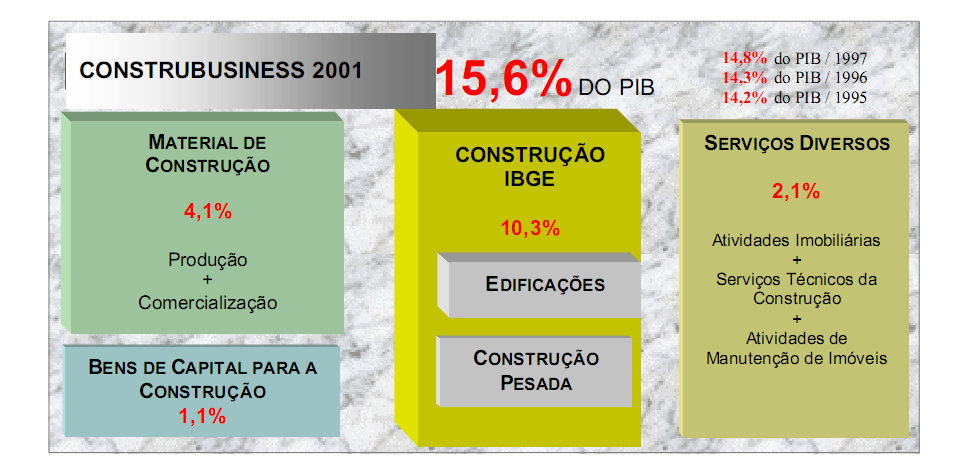 CONSTRUBUSINESS 2001
15,6% DO PIB
14,8% do PIB / 1997
14,3% do PIB / 1996
14,2% do PIB / 1995
MATERIAL DE
CONSTRUÇÃO
4,1%
Produção
+
Comercialização
BENS DE CAPITAL PARA A
CONSTRUÇÃO
1,1%
CONSTRUÇÃO
IBGE
10,3%
EDIFICAÇÕES
CONSTRUÇÃO
PESADA
SERVIÇOS DIVERSOS
2,1%
Atividades Imobiliárias
+
Serviços Técnicos da
Construção
+
Atividades de
Manutenção de Imóveis